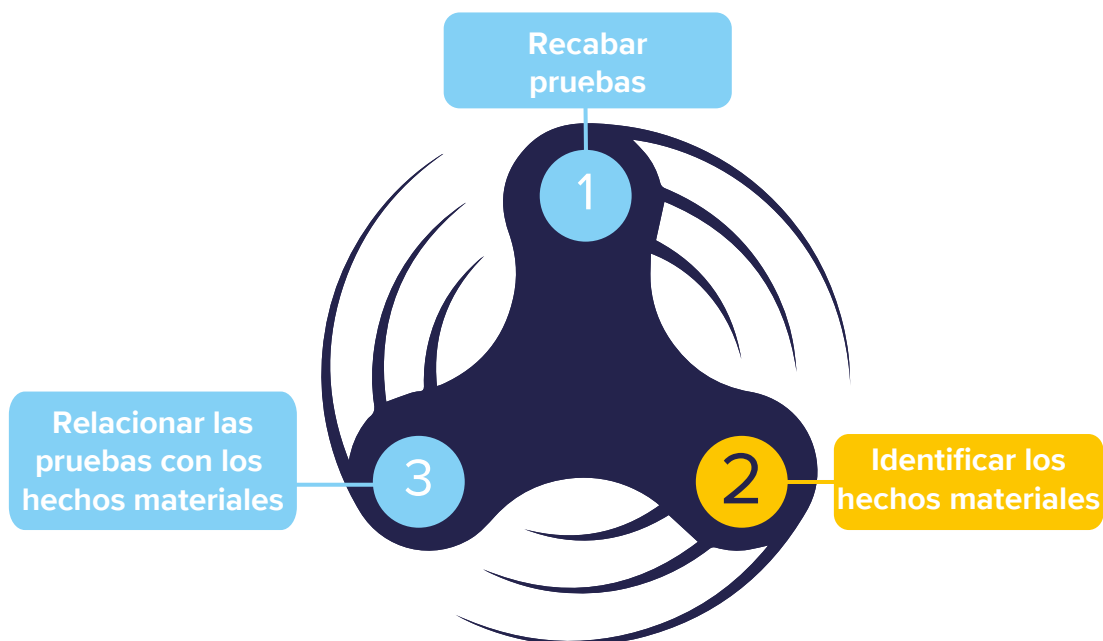 Recabar
pruebas
1
Relacionar las
pruebas con los
hechos materiales
3
2
Identificar los
hechos materiales